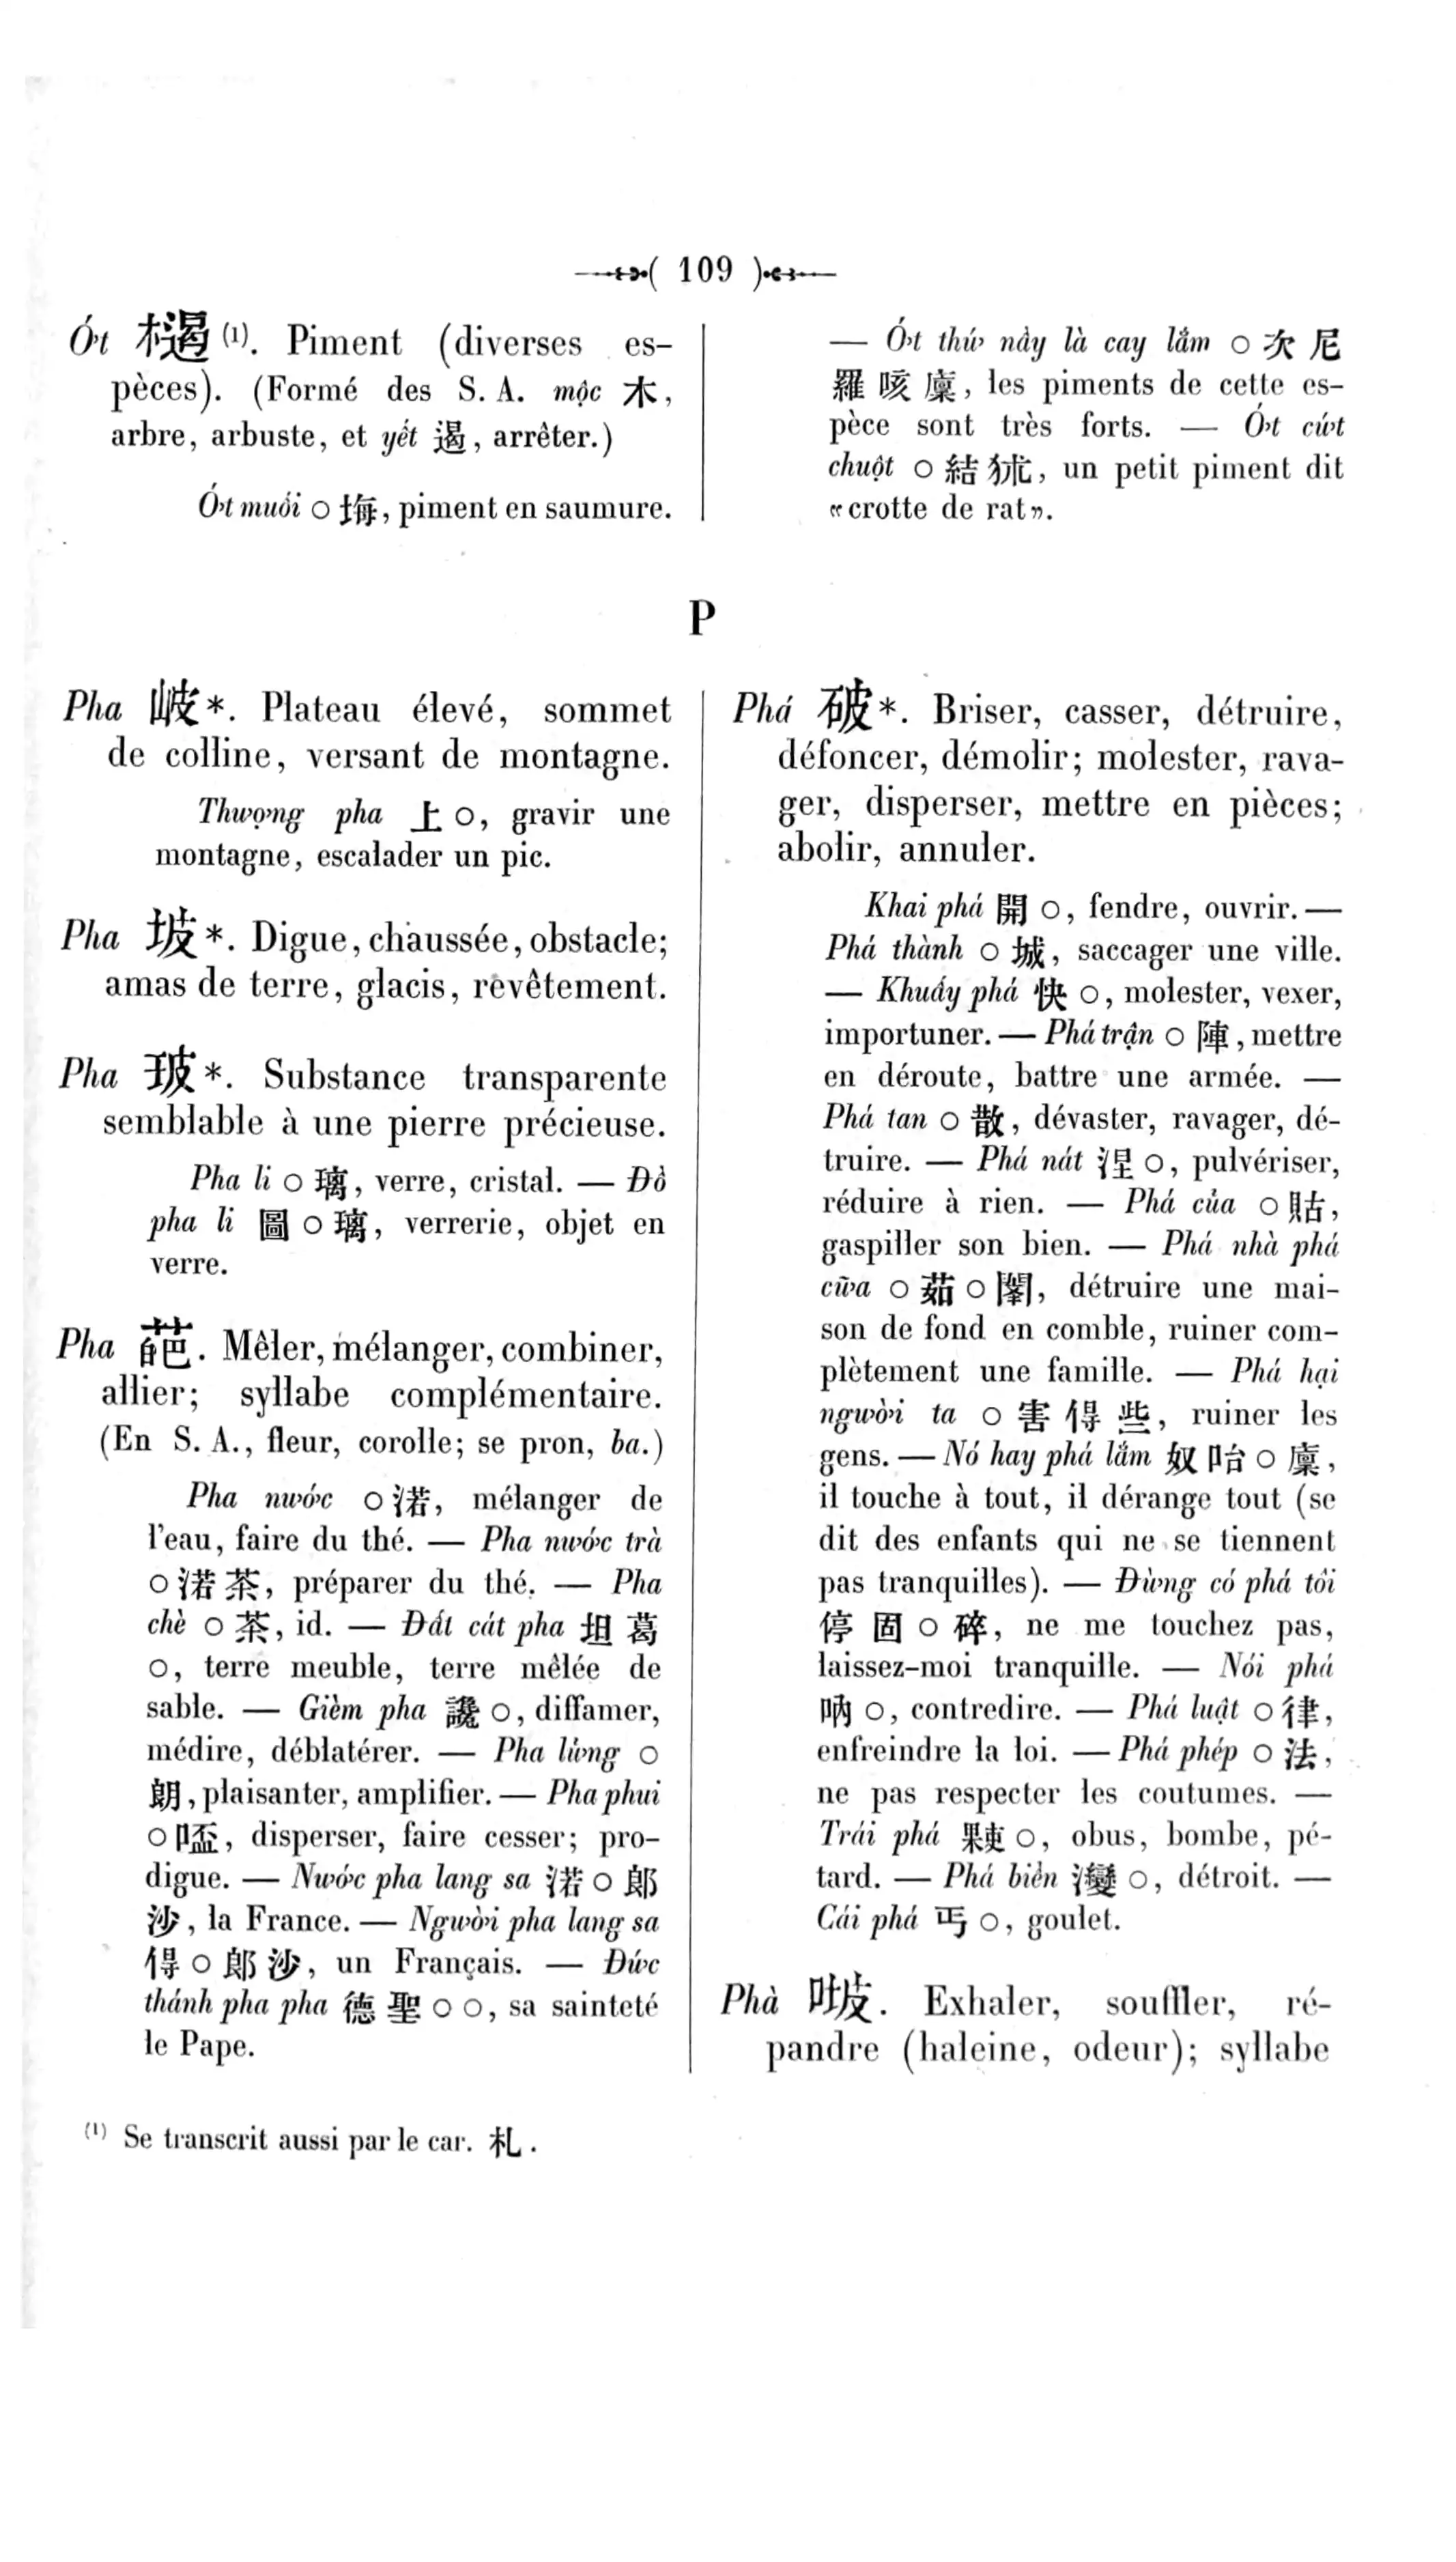 ( 109 )
Ớt 𣖟 (1). Piment (diverses es-
pèces). (Formé des S. A. mộc 木,
arbre, arbuste, et yết 遏, arrêter.)
Ớt muối ○ 塩, piment en saumure.
— Ớt thứ nầy là cay lắm ○ 次 尼
羅 咳 廩, les piments de cette es-
pèce sont très forts. — Ớt cứt
chuột ○ 結 㹥, un petit piment dit
«crotte de rat».
P
Pha 岥*. Plateau élevé, sommet
de colline, versant de montagne.
Thượng pha 上 ○, gravir une
montagne, escalader un pic.
Pha 坡*. Digue, chaussée, obstacle;
amas de terre, glacis, revêtement.
Pha 玻*. Substance transparente
semblable à une pierre précieuse.
Pha li ○ 璃, verre, cristal. — Đồ
pha li 圖 ○ 璃, verrerie, objet en
verre.
Pha 葩. Mêler, mélanger, combiner,
allier; syllabe complémentaire.
(En S. A., fleur, corolle; se pron, ba.)
Pha nước ○ 渃, mélanger de
l'eau, faire du thé. — Pha nước trà
○ 渃 茶, préparer du thé. — Pha
chè ○ 茶, id. — Đất cát pha 坦 葛
○, terre meuble, terre mêlée de
sable. — Gièm pha 讒 ○, diffamer,
médire, déblatérer. — Pha lửng ○
朗, plaisanter, amplifier. — Pha phui
○, disperser, faire cesser; pro-
digue. — Nước pha lang sa 渃 ○ 郎
沙, la France. — Người pha lang sa
得 ○ 郎 沙, un Français. — Đức
thánh pha pha 德 聖 ○ ○, sa sainteté
le Pape.
Phá 破*. Briser, casser, détruire,
défoncer, démolir; molester, rava-
ger, disperser, mettre en pièces;
abolir, annuler.
Khai phá 開 ○, fendre, ouvrir. —
Phá thành ○ 城, saccager une ville.
— Khuấy phá 快 ○, molester, vexer,
importuner. — Phá trận ○ 陣, mettre
en déroute, battre une armée. —
Phá tan ○ 散, dévaster, ravager, dé-
truire. — Phá nát 涅 ○, pulvériser,
réduire à rien. — Phá của ○ 貼,
gaspiller son bien. — Phá nhà phá
cữa ○ 茹 ○ 𨷯, détruire une mai-
son de fond en comble, ruiner com-
plètement une famille. — Phá hại
người ta ○ 害 得 些, ruiner les
gens. — Nó hay phá lắm 奴 咍 ○ 廩,
il touche à tout, il dérange tout (se
dit des enfants qui ne se tiennent
pas tranquilles). — Đừng có phá tôi
停 固 ○ 碎, ne me touchez pas,
laissez-moi tranquille. — Nói phá
吶 ○, contredire. — Phá luật ○ 律,
enfreindre la loi. — Phá phép ○ 法,
ne pas respecter les coutumes. —
Trái phá ○, obus, bombe, pé-
tard. — Phá biển ○, détroit. —
Cái phá 丐 ○, goulet.
Phà. Exhaler, souffler, ré-
pandre (haleine, odeur); syllabe
(1) Se transcrit aussi par le car. 札.